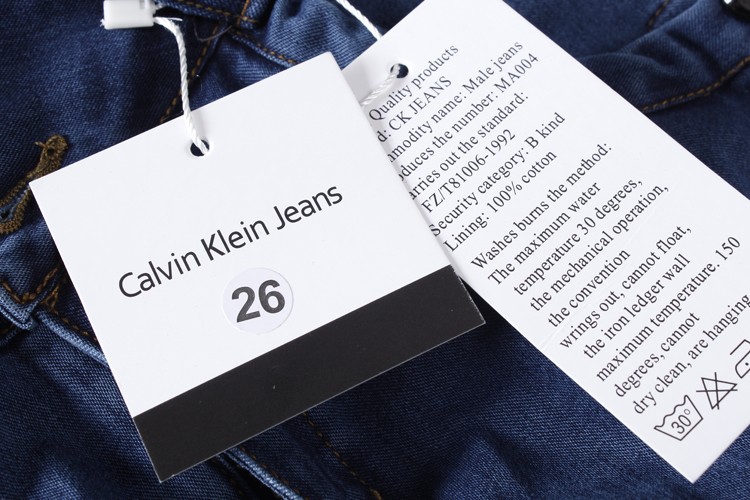 Calvin Klein Jeans
26
Quality products
CK JEANS
name: Male jeans
the number: MA004
out the standard:
FZ/T81006-1992
Security category: B kind
Lining: 100% cotton
Washes burns the method:
The maximum water
temperature 30 degrees,
the mechanical operation,
the convention
wrings out, cannot float,
the iron ledger wall
maximum temperature. 150
degrees, cannot
dry clean, are hanging
30°